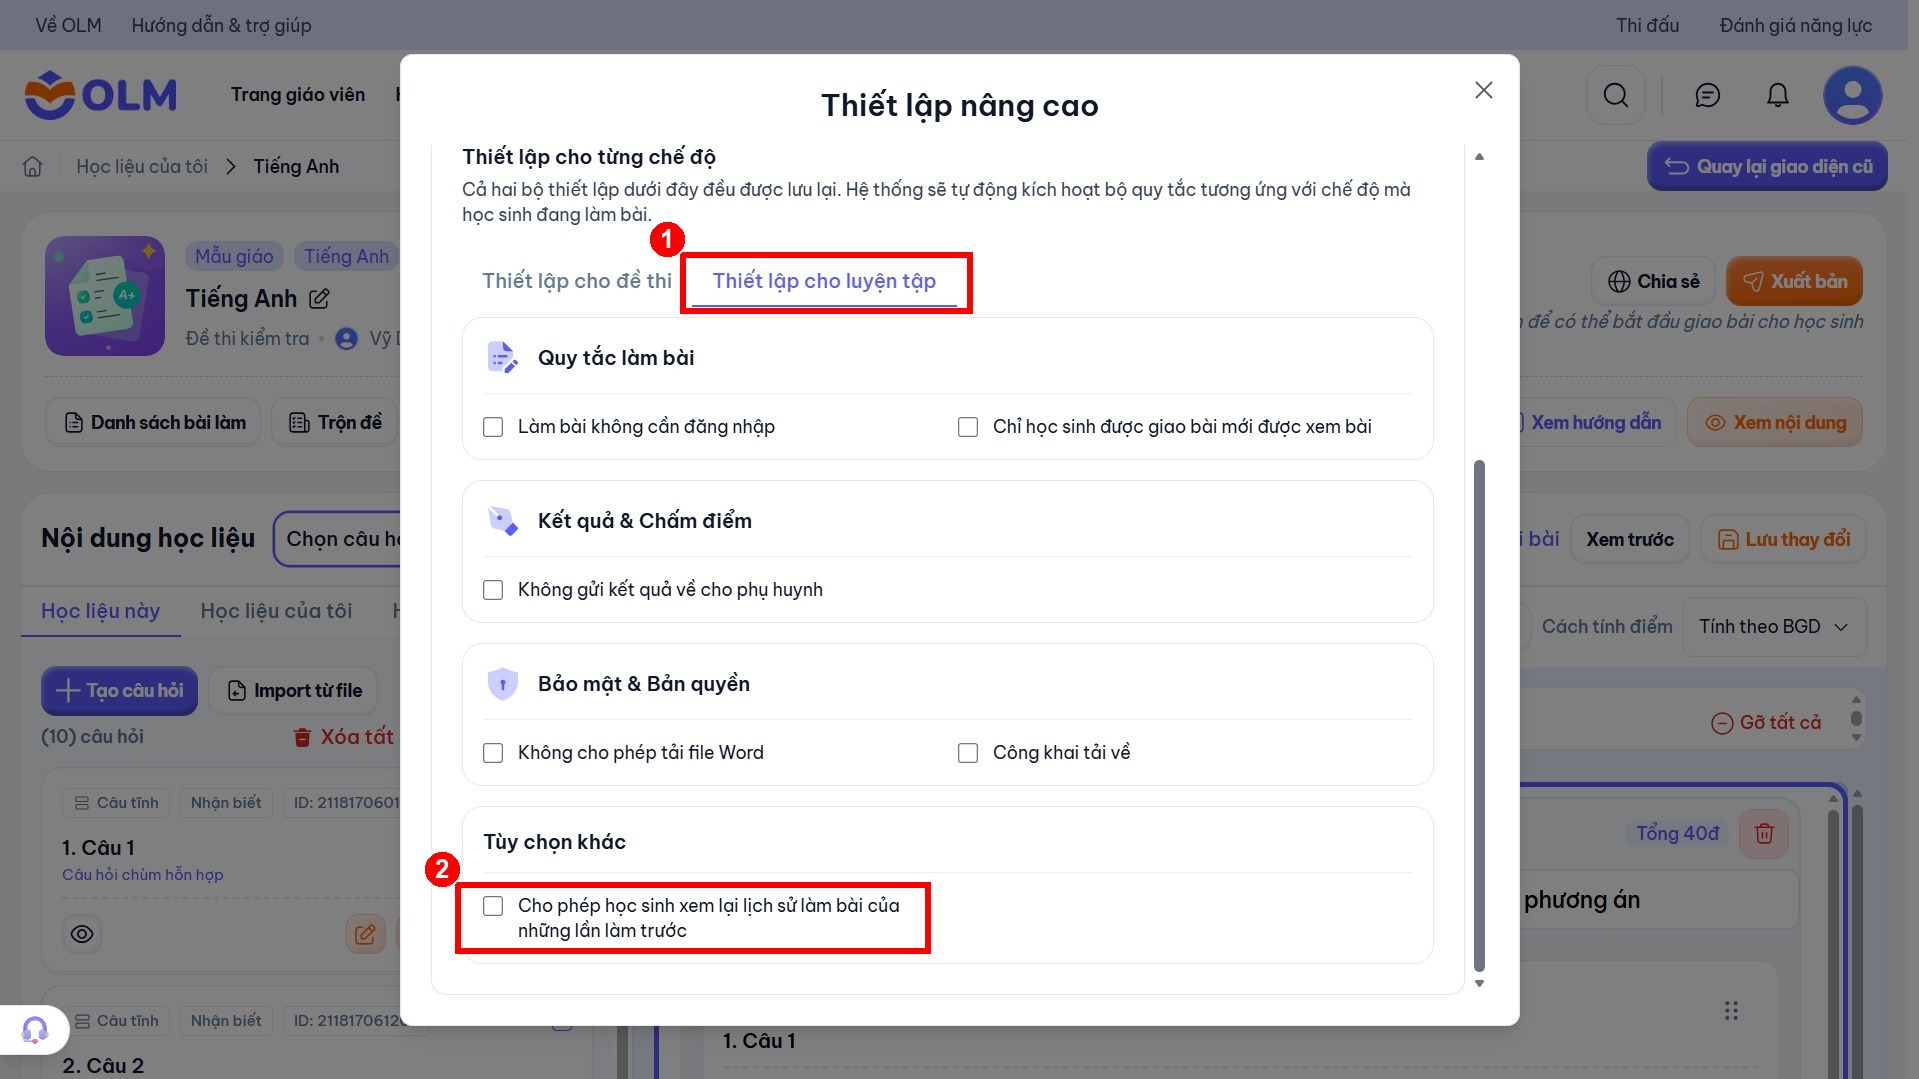 Về OLM
Hướng dẫn & trợ giúp
Thi đấu
Đánh giá năng lực
OLM
Trang giáo viên
Học liệu của tôi
Tiếng Anh
Quay lại giao diện cũ
Mẫu giáo
Tiếng Anh
Tiếng Anh
Đề thi kiểm tra
Vỹ
Chia sẻ
Xuất bản
để có thể bắt đầu giao bài cho học sinh
Danh sách bài làm
Trộn đề
Xem hướng dẫn
Xem nội dung
Nội dung học liệu
Chọn câu
bài
Xem trước
Lưu thay đổi
Học liệu này
Học liệu của tôi
Cách tính điểm
Tính theo BGD
Tạo câu hỏi
Import từ file
(10) câu hỏi
Xóa tất
Gỡ tất cả
Câu tĩnh
Nhận biết
ID: 2118170601
1. Câu 1
Câu hỏi chùm hỗn hợp
Tổng 40đ
phương án
Câu tĩnh
Nhận biết
ID: 211817061
2. Câu 2
1. Câu 1
Thiết lập nâng cao
Thiết lập cho từng chế độ
Cả hai bộ thiết lập dưới đây đều được lưu lại. Hệ thống sẽ tự động kích hoạt bộ quy tắc tương ứng với chế độ mà
học sinh đang làm bài.
1
Thiết lập cho đề thi
Thiết lập cho luyện tập
Quy tắc làm bài
Làm bài không cần đăng nhập
Chỉ học sinh được giao bài mới được xem bài
Kết quả & Chấm điểm
Không gửi kết quả về cho phụ huynh
Bảo mật & Bản quyền
Không cho phép tải file Word
Công khai tải về
Tùy chọn khác
2
Cho phép học sinh xem lại lịch sử làm bài của
những lần làm trước